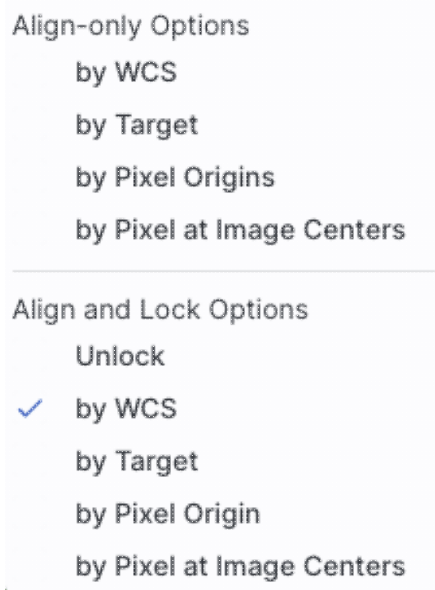 Align-only Options
by WCS
by Target
by Pixel Origins
by Pixel at Image Centers
Align and Lock Options
Unlock
by WCS
by Target
by Pixel Origin
by Pixel at Image Centers